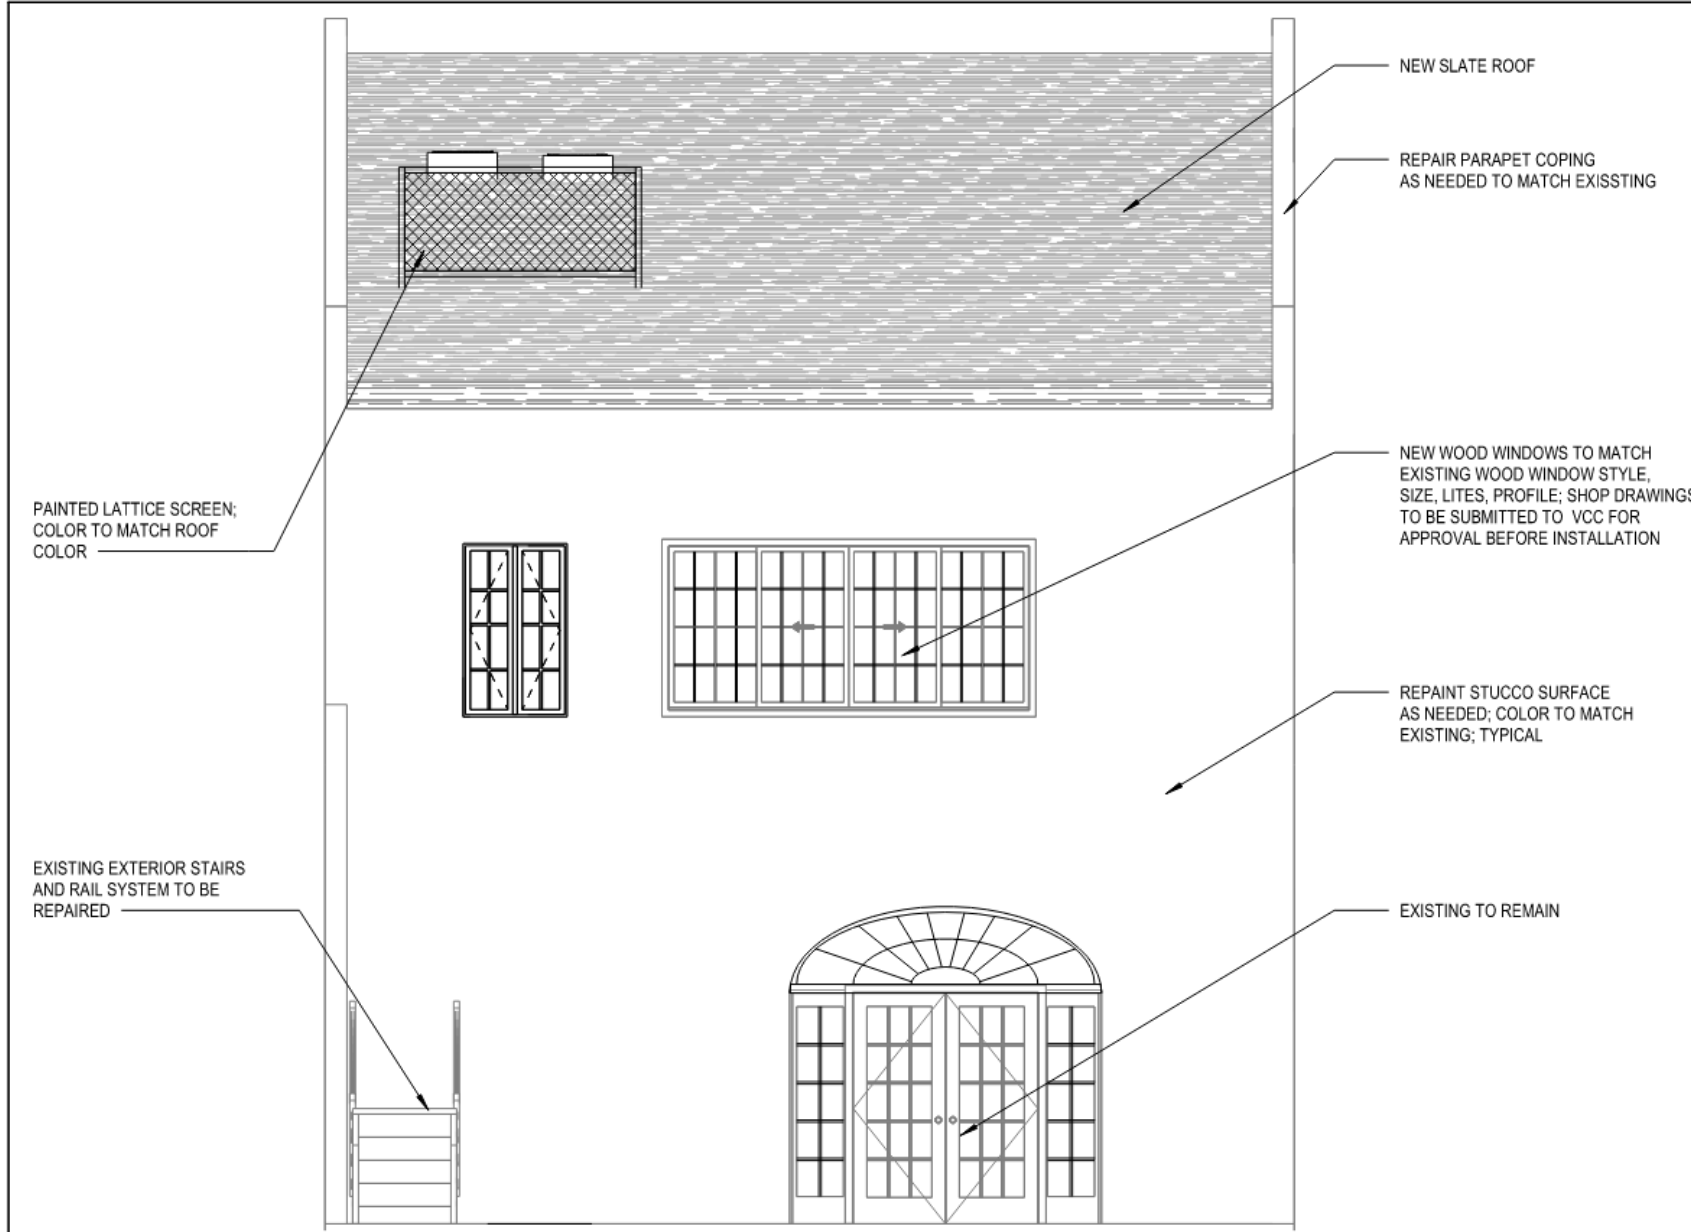 NEW SLATE ROOF
REPAIR PARAPET COPING
AS NEEDED TO MATCH EXISSTING
NEW WOOD WINDOWS TO MATCH
EXISTING WOOD WINDOW STYLE,
SIZE, LITES, PROFILE; SHOP DRAWINGS
TO BE SUBMITTED TO VCC FOR
APPROVAL BEFORE INSTALLATION
PAINTED LATTICE SCREEN;
COLOR TO MATCH ROOF
COLOR
REPAINT STUCCO SURFACE
AS NEEDED; COLOR TO MATCH
EXISTING; TYPICAL
EXISTING EXTERIOR STAIRS
AND RAIL SYSTEM TO BE
REPAIRED
EXISTING TO REMAIN